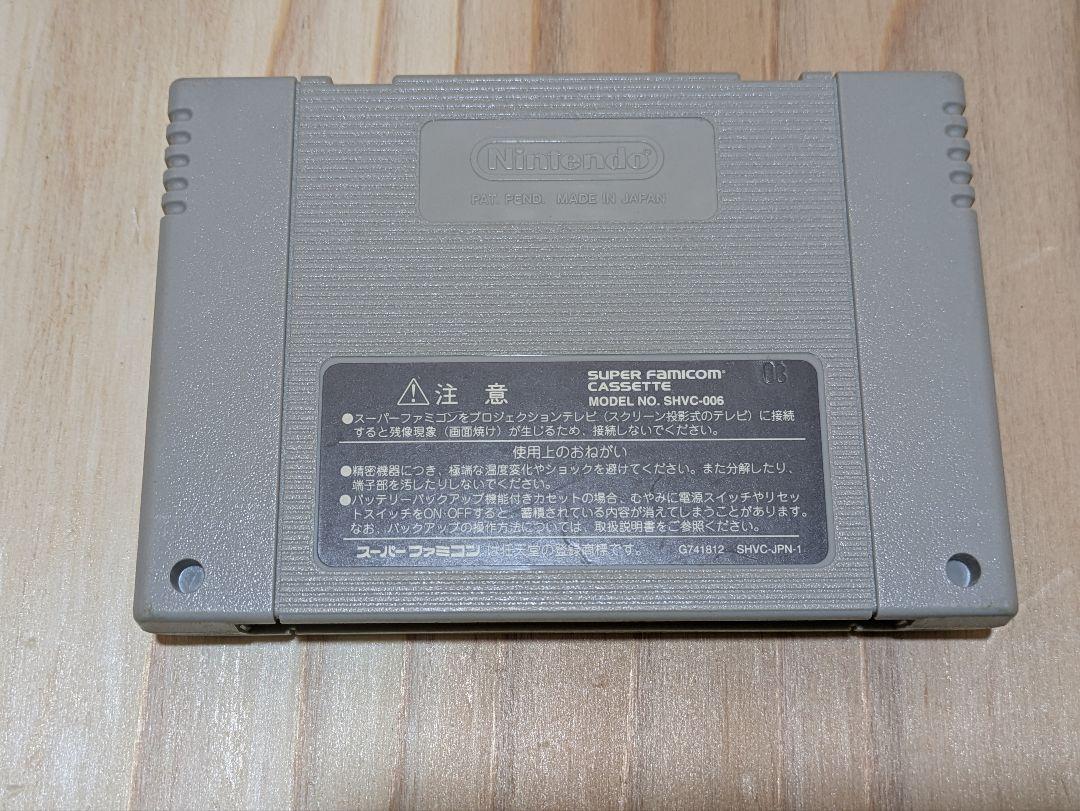 Nintendo®
PAT. PEND. MADE IN JAPAN
⚠注意
SUPER FAMICOM
CASSETTE
MODEL NO. SHVC-006
03
●スーパーファミコンをプロジェクションテレビ(スクリーン投影式のテレビ)に接続
すると残像現象(画面焼け)が生じるため、接続しないでください。
使用上のおねがい
●精密機器につき、極端な温度変化やショックを避けてください。また分解したり、
端子部を汚したりしないでください。
●バッテリーバックアップ機能付きカセットの場合、むやみに電源スイッチやリセッ
トスイッチをON・OFFすると、蓄積されている内容が消えてしまうことがあります。
なお、バックアップの操作方法については、取扱説明書をご参照ください。
スーパーファミコンは任天堂の登録商標です。
G741812 SHVC-JPN-1